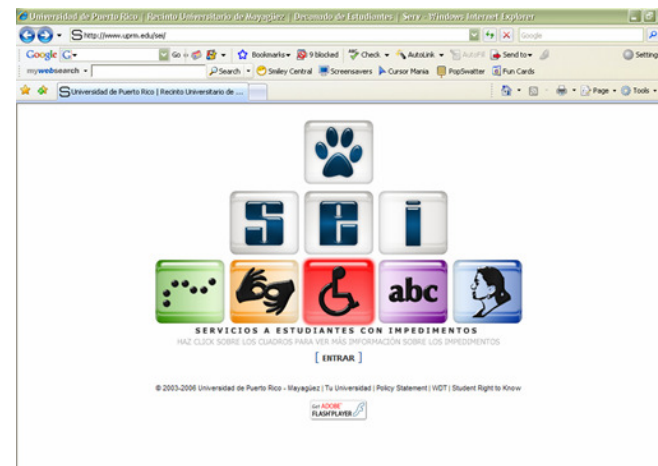 Universidad de Puerto Rico | Recinto Universitario de Mayagüez | Decanato de Estudiantes | Serv - Windows Internet Explorer
http://www.uprm.edu/sei/
Google
Google G Go Bookmarks 9 blocked Check AutoLink AutoFill Send to Setting
mywebsearch Search Smiley Central Screensavers Cursor Mania PopSwatter Fun Cards
Universidad de Puerto Rico | Recinto Universitario de ... Page Tools
sei
abc
SERVICIOS A ESTUDIANTES CON IMPEDIMENTOS
HAZ CLICK SOBRE LOS CUADROS PARA VER MÁS INFORMACIÓN SOBRE LOS IMPEDIMENTOS
[ ENTRAR ]
© 2003-2006 Universidad de Puerto Rico - Mayagüez | Tu Universidad | Policy Statement | WDT | Student Right to Know
Get ADOBE
FLASH PLAYER